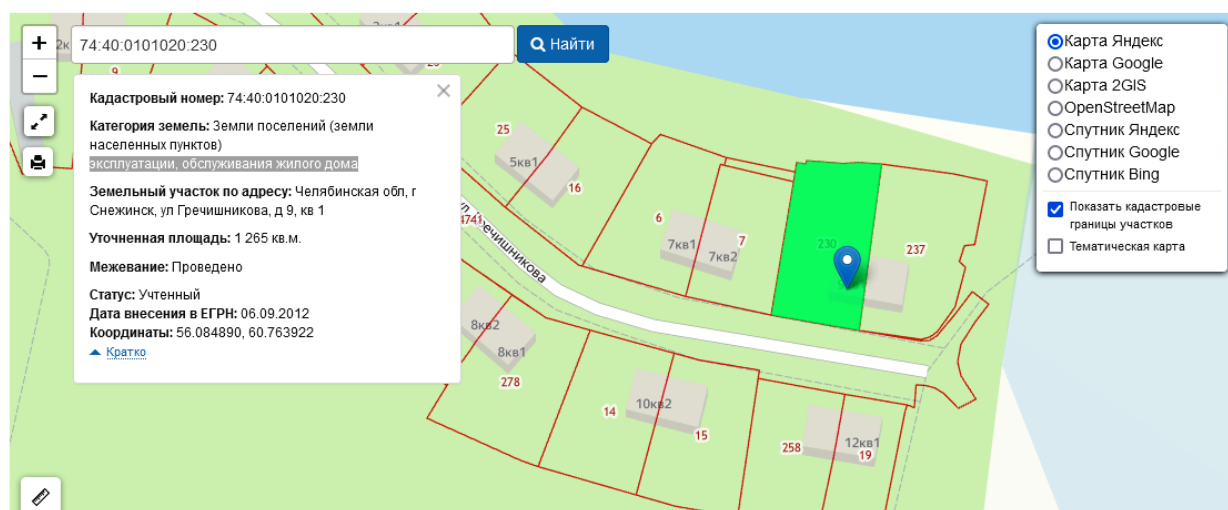 +
−
74:40:0101020:230
Найти
Кадастровый номер: 74:40:0101020:230
Категория земель: Земли поселений (земли
населенных пунктов)
эксплуатации, обслуживания жилого дома
Земельный участок по адресу: Челябинская обл, г
Снежинск, ул Гречишникова, д 9, кв 1
Уточненная площадь: 1 265 кв.м.
Межевание: Проведено
Статус: Учтенный
Дата внесения в ЕГРН: 06.09.2012
Координаты: 56.084890, 60.763922
Кратко
9
25
5кв1
16
6
7кв1
7
7кв2
230
237
ул. Гречишникова
8кв2
8кв1
278
10кв2
14
15
258
12кв1
19
Карта Яндекс
Карта Google
Карта 2GIS
OpenStreetMap
Спутник Яндекс
Спутник Google
Спутник Bing
Показать кадастровые
границы участков
Тематическая карта